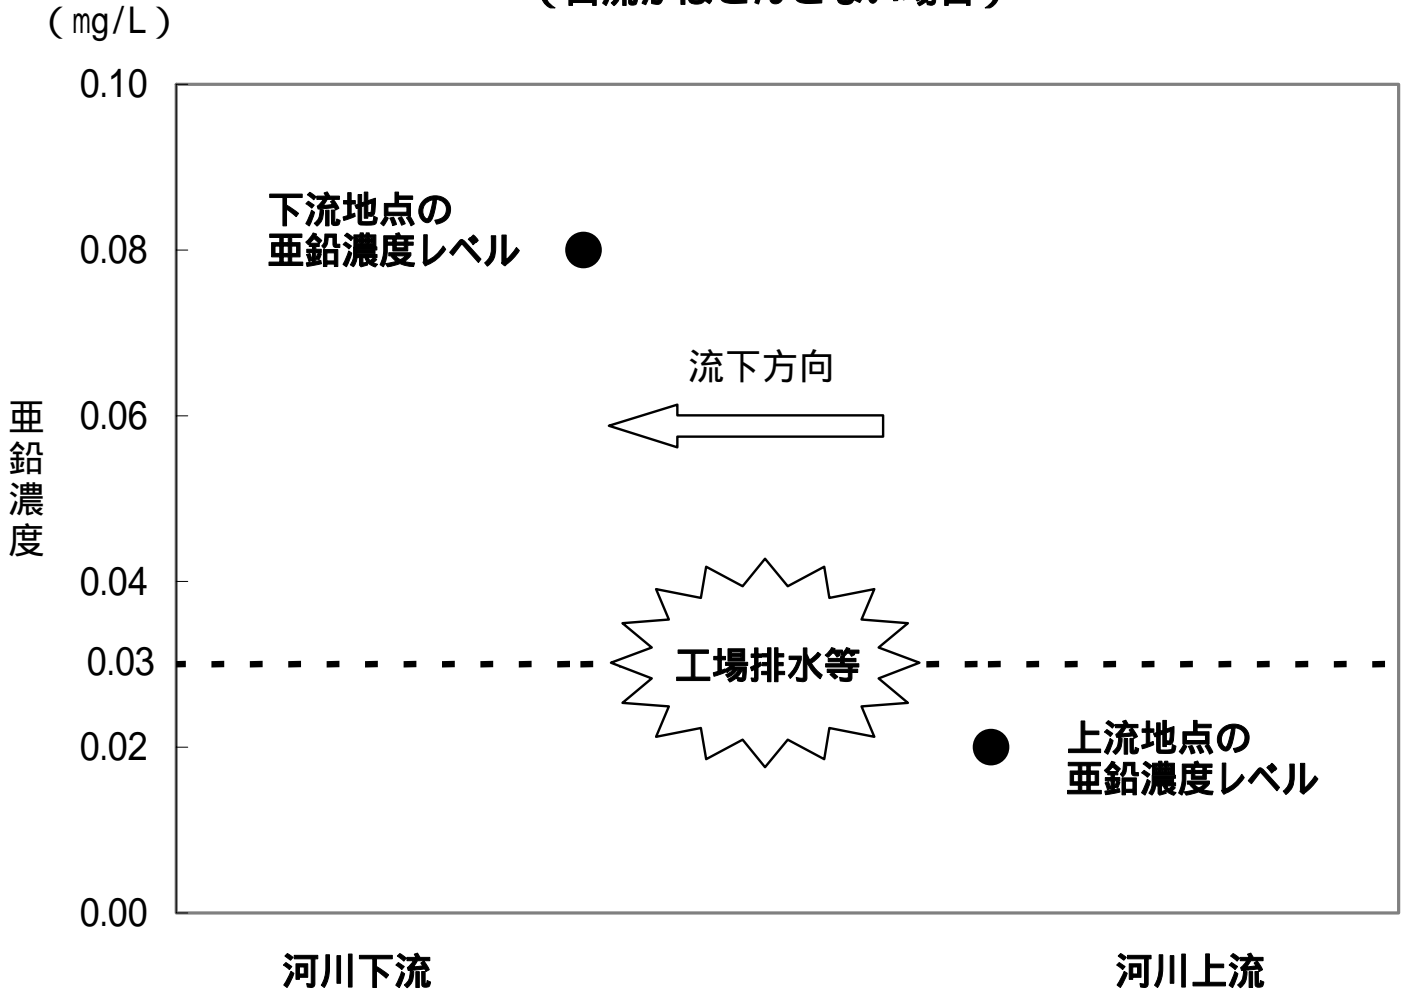 (mg/L)
0.10
下流地点の
亜鉛濃度レベル
0.08
流下方向
0.06
亜鉛濃度
0.04
0.03
工場排水等
0.02
上流地点の
亜鉛濃度レベル
0.00
河川下流
河川上流